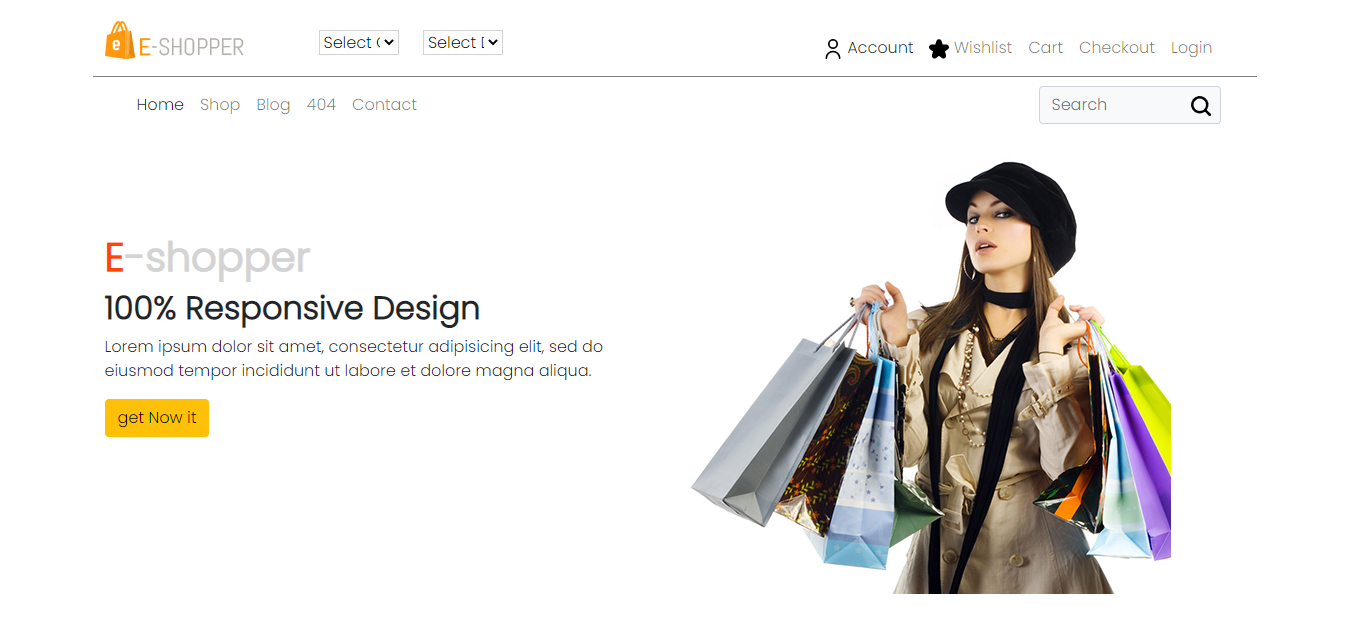 e E-SHOPPER
Select
Select
Account Wishlist Cart Checkout Login
Home Shop Blog 404 Contact
Search
E-shopper
100% Responsive Design
Lorem ipsum dolor sit amet, consectetur adipisicing elit, sed do
eiusmod tempor incididunt ut labore et dolore magna aliqua.
get Now it